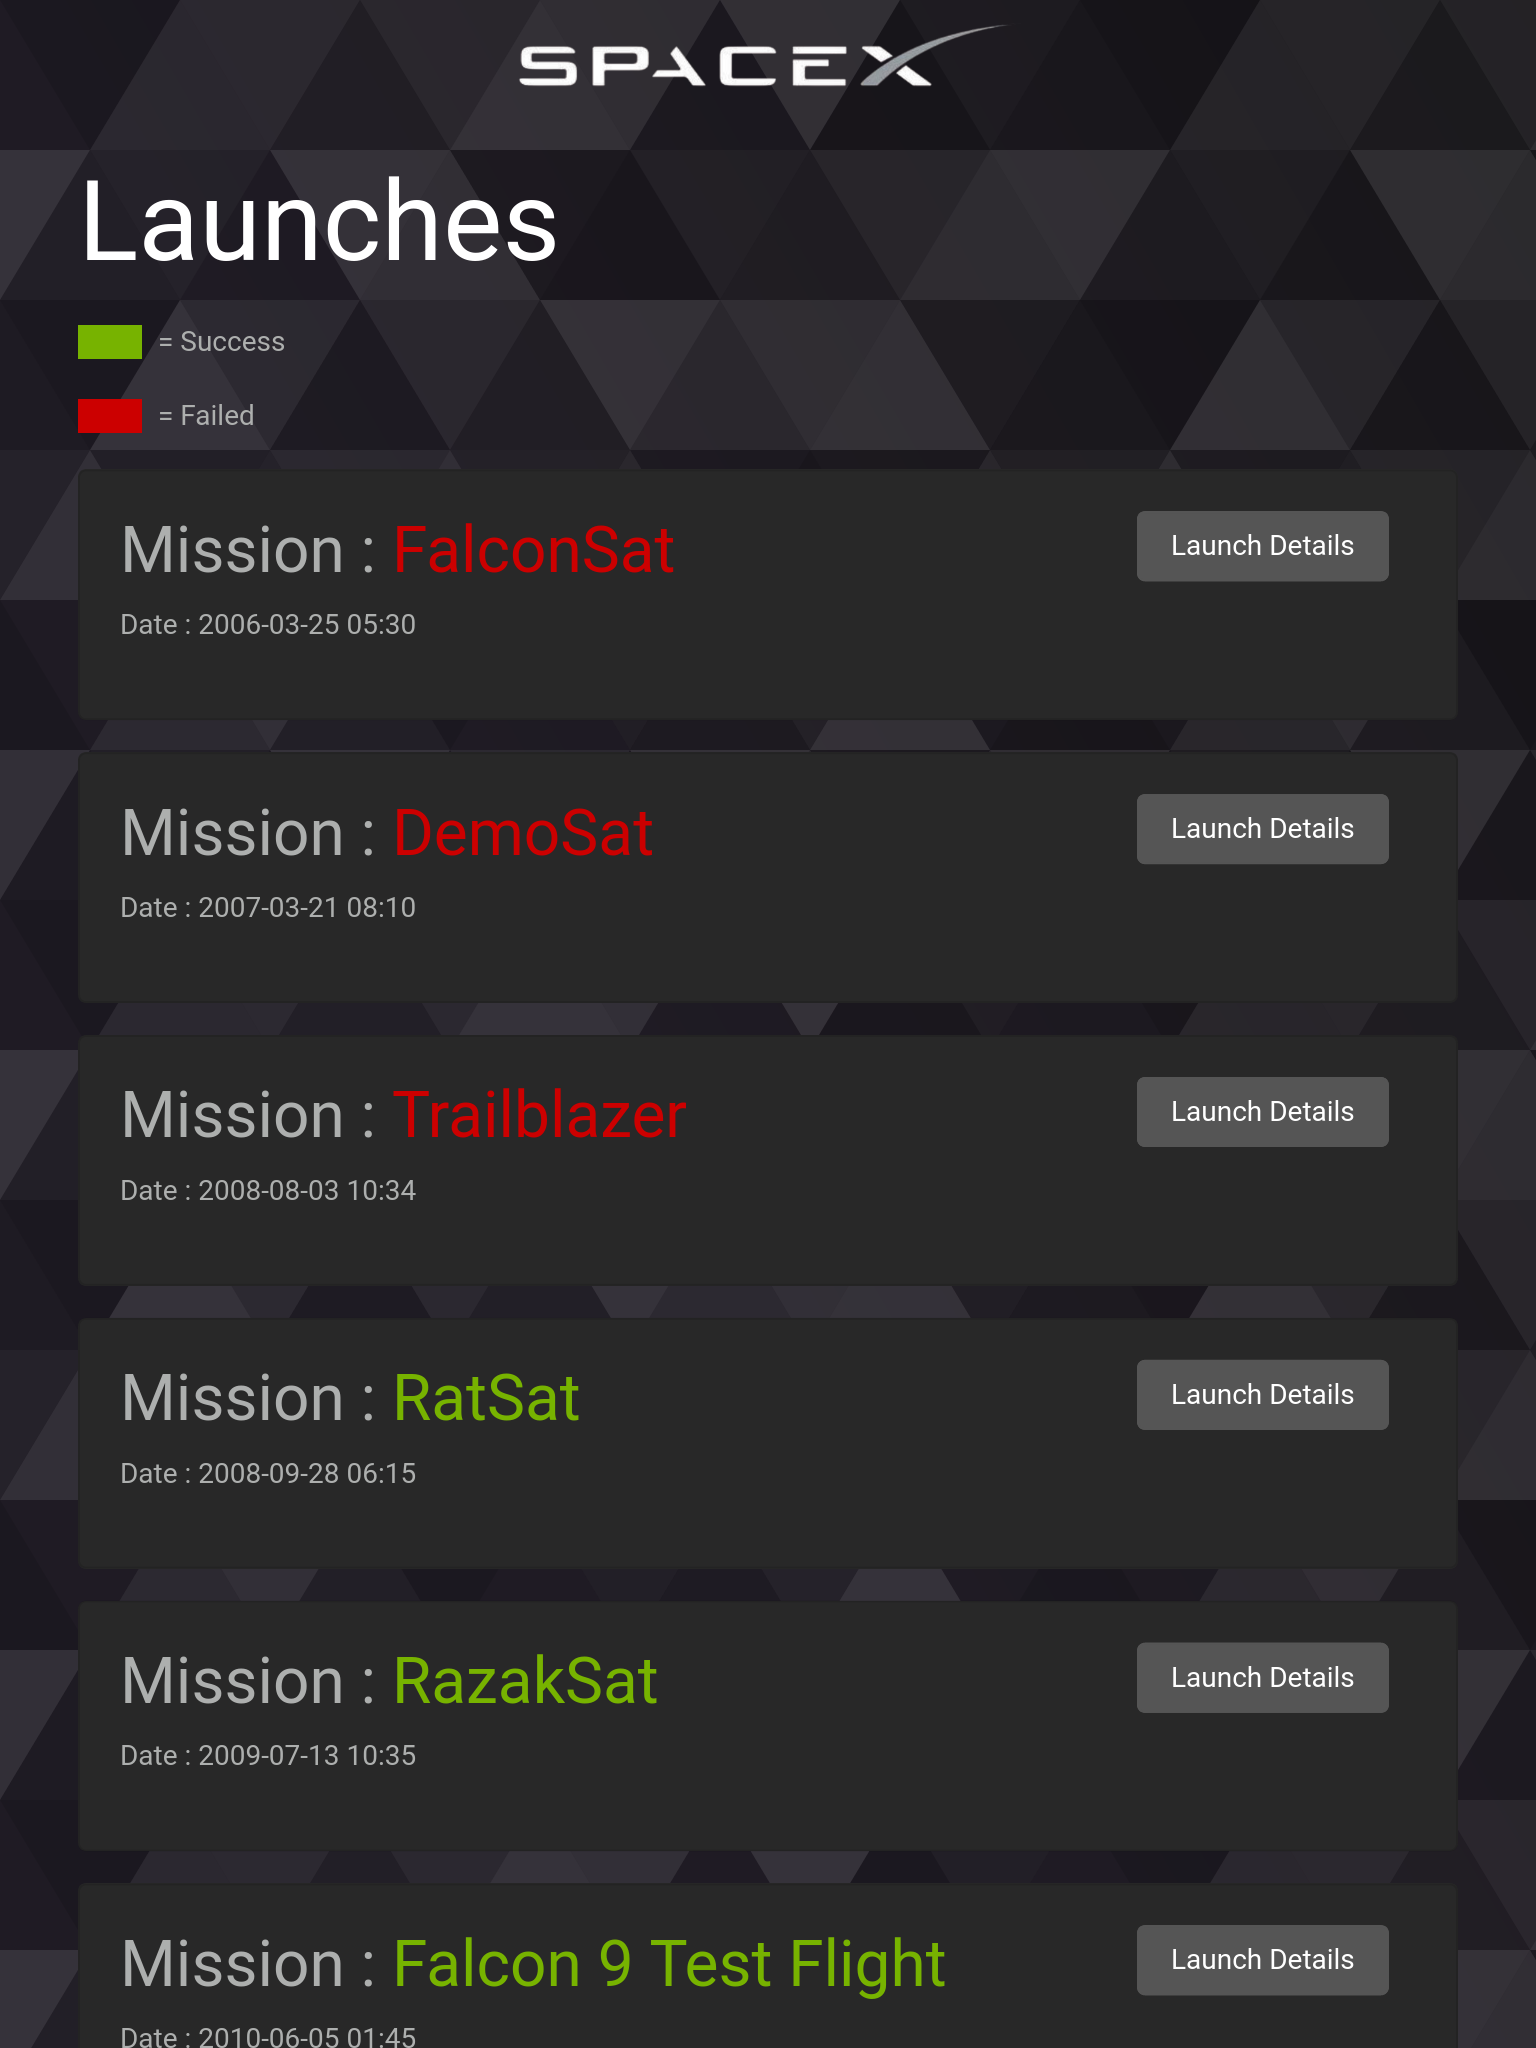 SPACEX
Launches
= Success
= Failed
Mission : FalconSat
Launch Details
Date : 2006-03-25 05:30
Mission : DemoSat
Launch Details
Date : 2007-03-21 08:10
Mission : Trailblazer
Launch Details
Date : 2008-08-03 10:34
Mission : RatSat
Launch Details
Date : 2008-09-28 06:15
Mission : RazakSat
Launch Details
Date : 2009-07-13 10:35
Mission : Falcon 9 Test Flight
Launch Details
Date : 2010-06-05 01:45